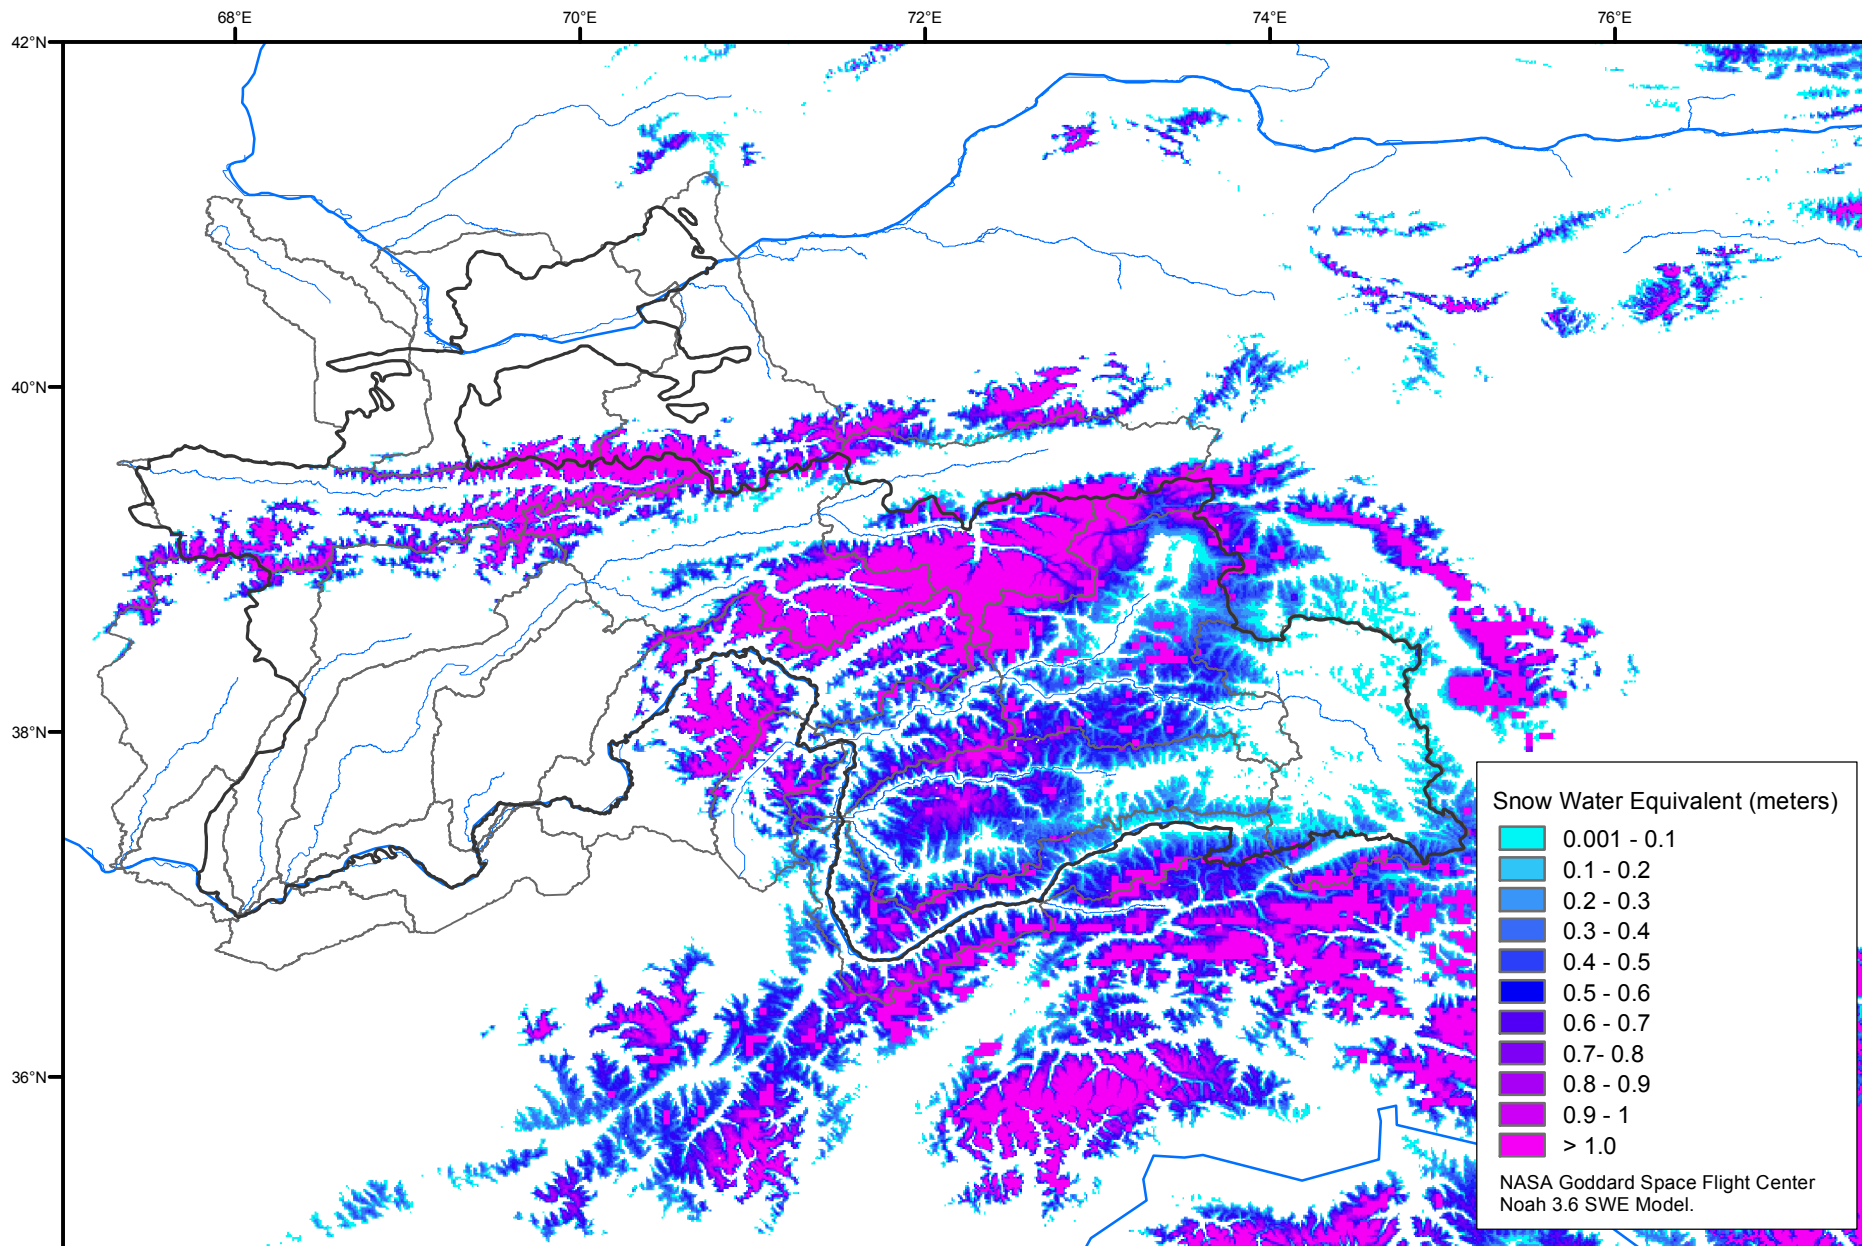 68°E
70°E
72°E
74°E
76°E
42°N
40°N
38°N
36°N
Snow Water Equivalent (meters)
0.001 - 0.1
0.1 - 0.2
0.2 - 0.3
0.3 - 0.4
0.4 - 0.5
0.5 - 0.6
0.6 - 0.7
0.7- 0.8
0.8 - 0.9
0.9 - 1
> 1.0
NASA Goddard Space Flight Center
Noah 3.6 SWE Model.